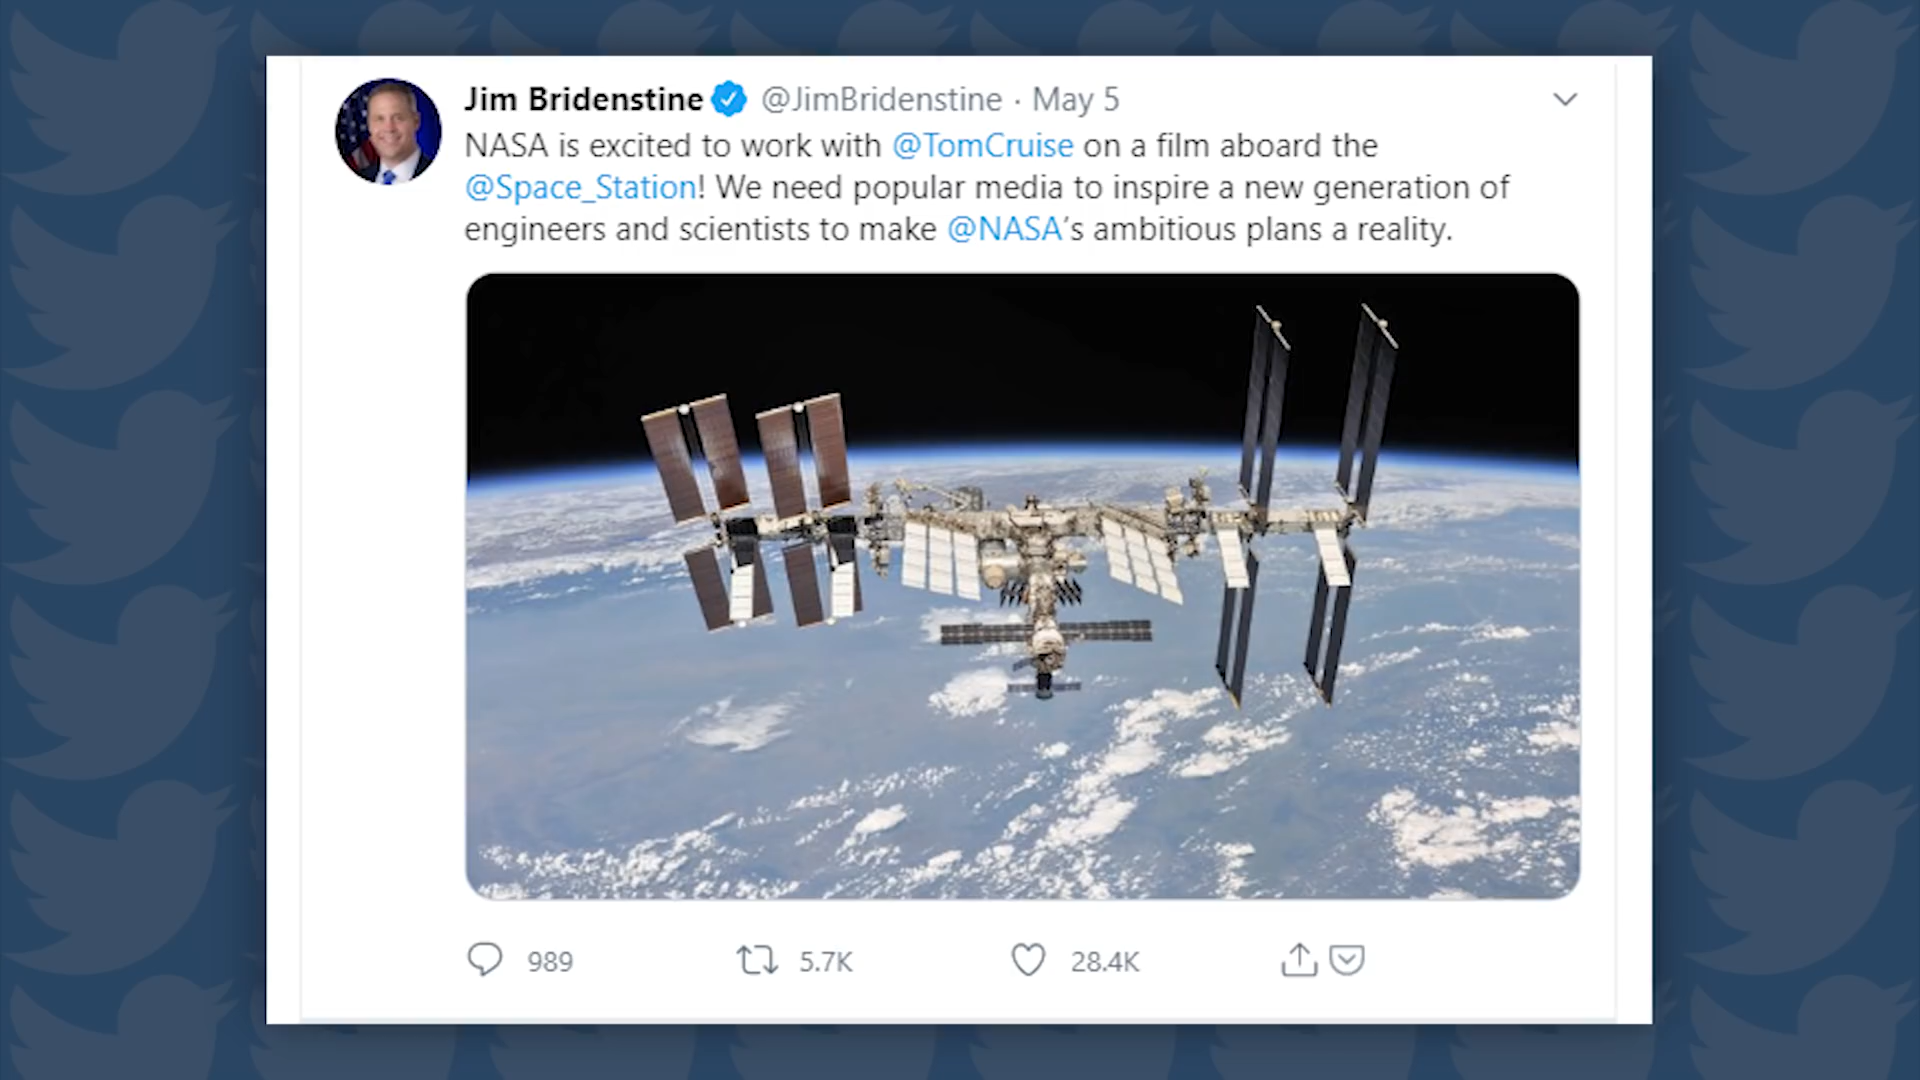 Jim Bridenstine @JimBridenstine · May 5
NASA is excited to work with @TomCruise on a film aboard the
@Space_Station! We need popular media to inspire a new generation of
engineers and scientists to make @NASA's ambitious plans a reality.
989 5.7K 28.4K